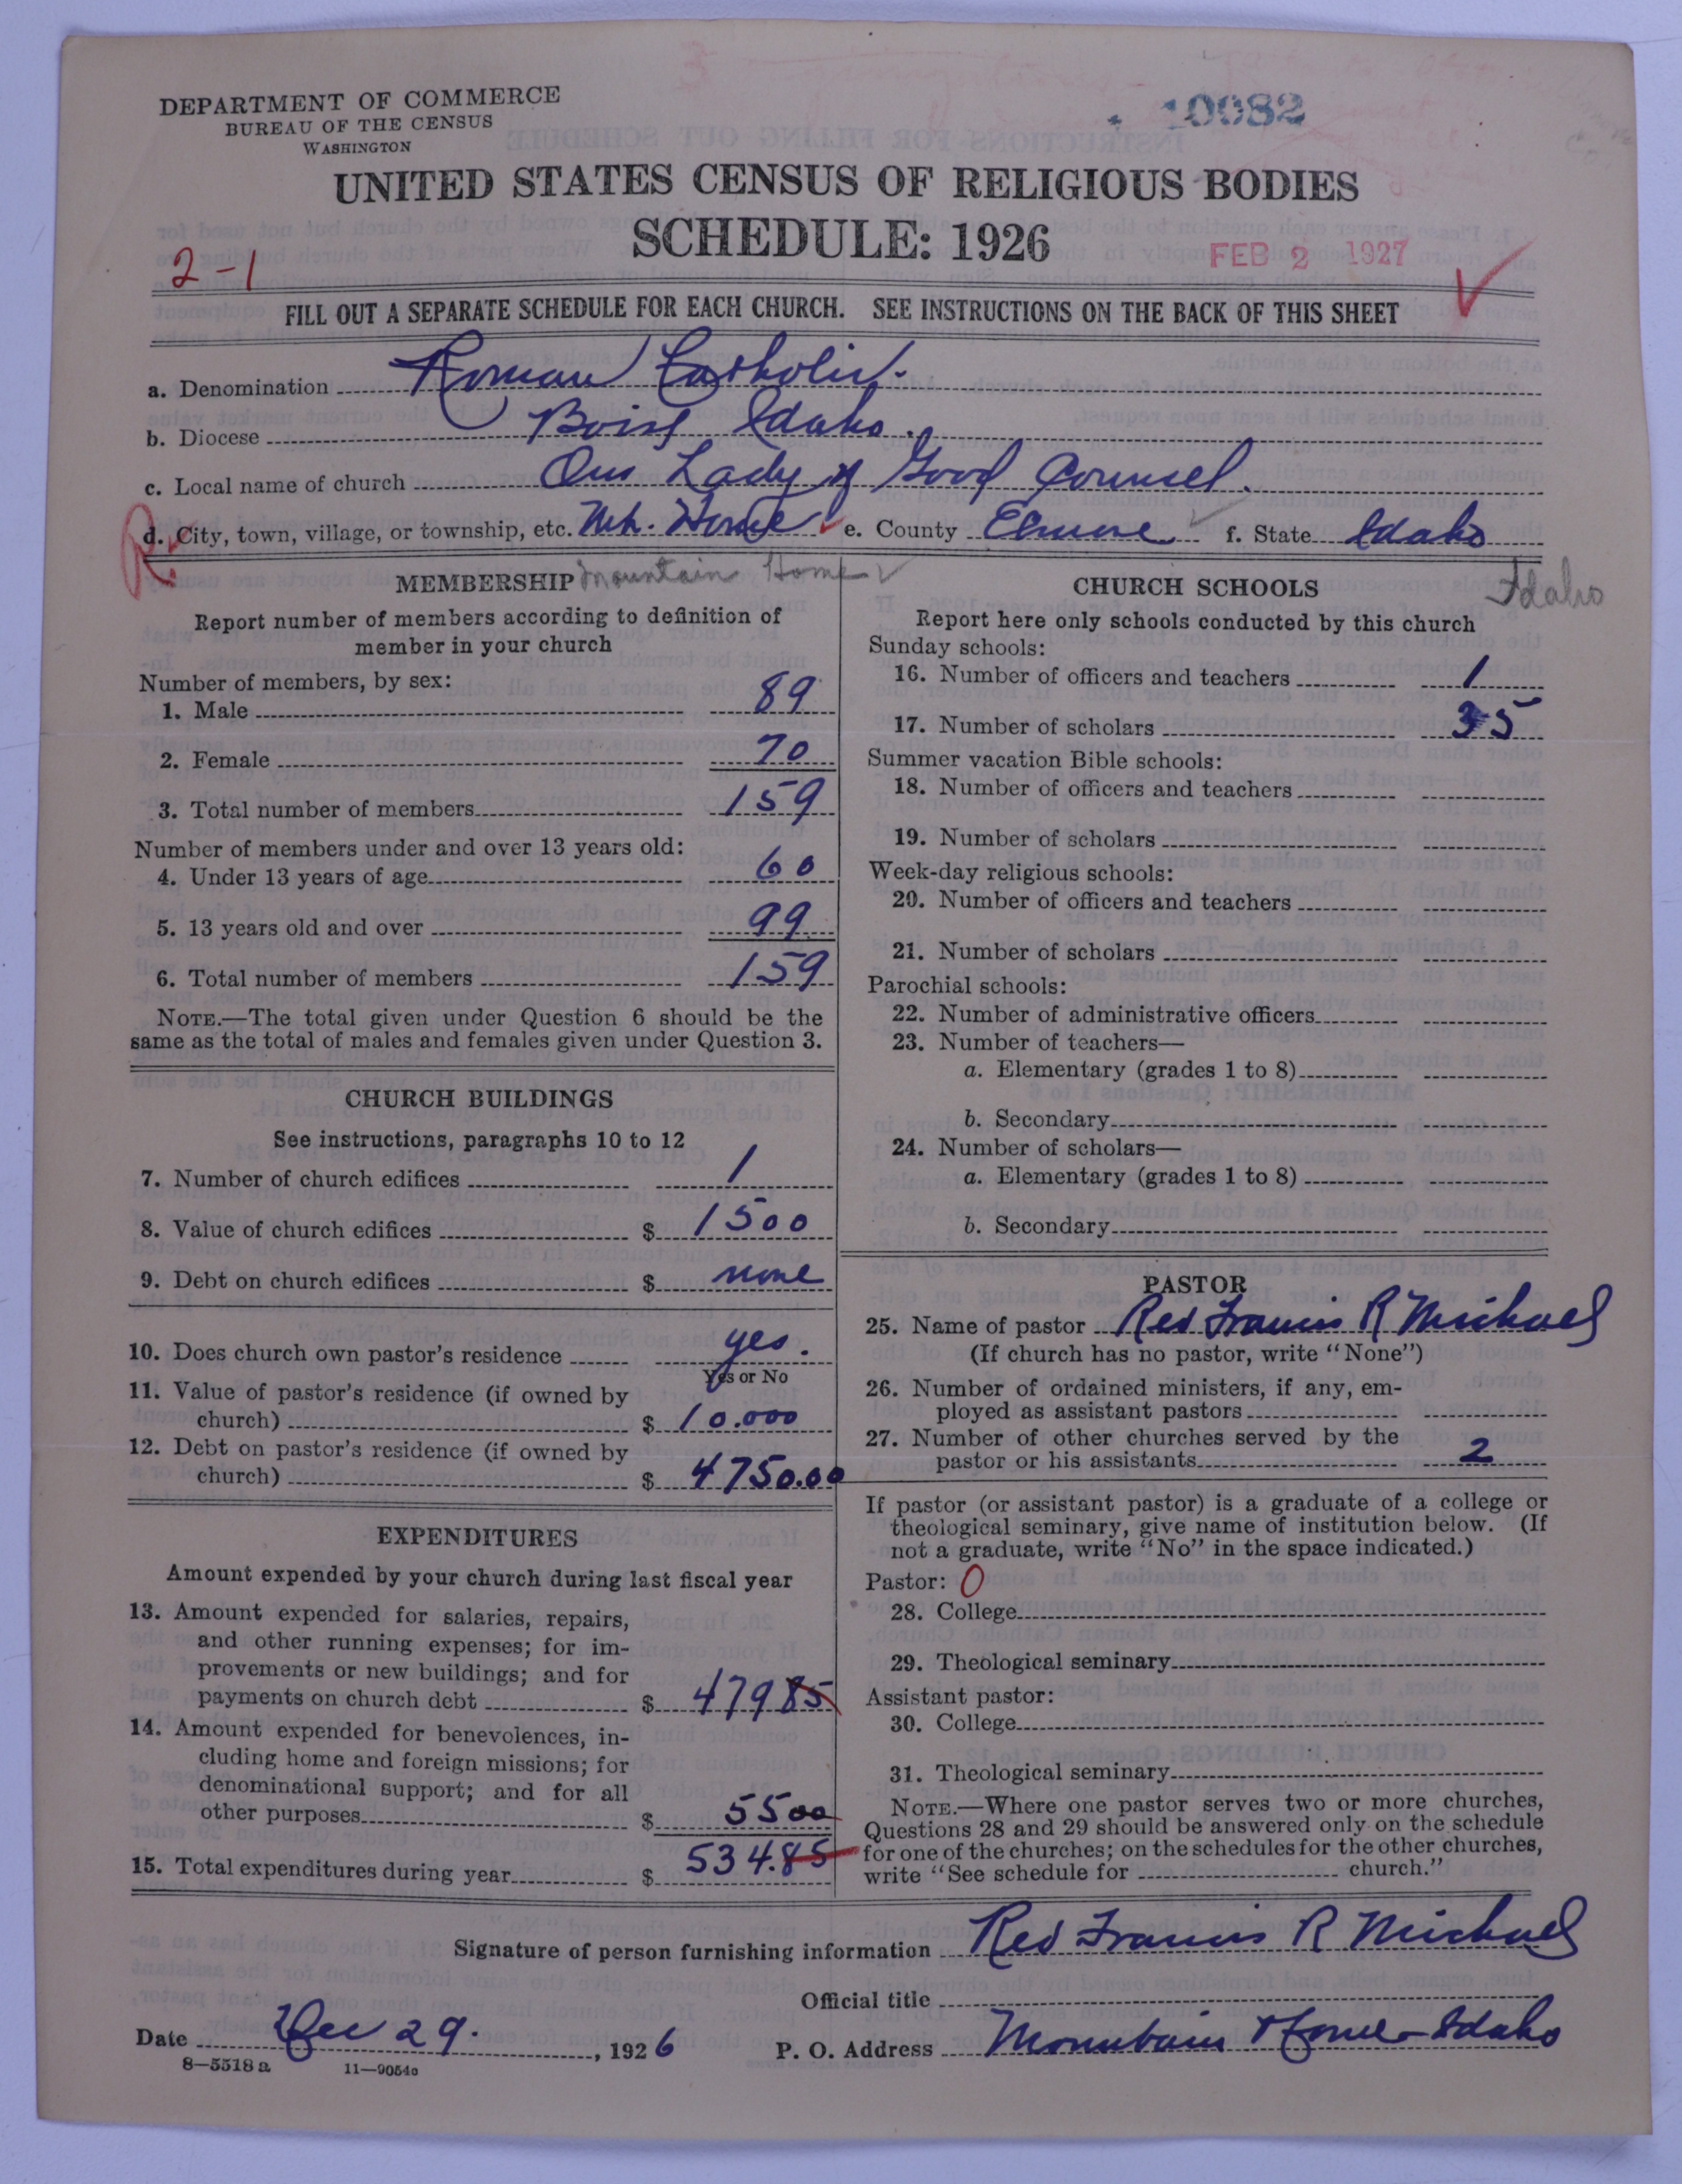 DEPARTMENT OF COMMERCE
BUREAU OF THE CENSUS
WASHINGTON
10082
UNITED STATES CENSUS OF RELIGIOUS BODIES
SCHEDULE: 1926
FEB 2 1927
2-1
FILL OUT A SEPARATE SCHEDULE FOR EACH CHURCH. SEE INSTRUCTIONS ON THE BACK OF THIS SHEET
a. Denomination Roman Catholic.
b. Diocese Boise Idaho.
c. Local name of church Our Lady of Good Counsel.
d. City, town, village, or township, etc. Mt. Home e. County Elmore f. State Idaho
MEMBERSHIP Mountain Home
Report number of members according to definition of
member in your church
Number of members, by sex:
1. Male 89
2. Female 70
3. Total number of members 159
Number of members under and over 13 years old:
4. Under 13 years of age 60
5. 13 years old and over 99
6. Total number of members 159
NOTE.—The total given under Question 6 should be the
same as the total of males and females given under Question 3.
CHURCH BUILDINGS
See instructions, paragraphs 10 to 12
7. Number of church edifices 1
8. Value of church edifices $ 1500
9. Debt on church edifices $ none
10. Does church own pastor's residence yes.
Yes or No
11. Value of pastor's residence (if owned by
church) $ 10.000
12. Debt on pastor's residence (if owned by
church) $ 4750.00
EXPENDITURES
Amount expended by your church during last fiscal year
13. Amount expended for salaries, repairs,
and other running expenses; for im-
provements or new buildings; and for
payments on church debt $ 47985
14. Amount expended for benevolences, in-
cluding home and foreign missions; for
denominational support; and for all
other purposes $ 5500
15. Total expenditures during year $ 534.85
CHURCH SCHOOLS Idaho
Report here only schools conducted by this church
Sunday schools:
16. Number of officers and teachers 1
17. Number of scholars 35
Summer vacation Bible schools:
18. Number of officers and teachers
19. Number of scholars
Week-day religious schools:
20. Number of officers and teachers
21. Number of scholars
Parochial schools:
22. Number of administrative officers
23. Number of teachers—
a. Elementary (grades 1 to 8)
b. Secondary
24. Number of scholars—
a. Elementary (grades 1 to 8)
b. Secondary
PASTOR
25. Name of pastor Rev Francis R Michael
(If church has no pastor, write "None")
26. Number of ordained ministers, if any, em-
ployed as assistant pastors
27. Number of other churches served by the
pastor or his assistants 2
If pastor (or assistant pastor) is a graduate of a college or
theological seminary, give name of institution below. (If
not a graduate, write "No" in the space indicated.)
Pastor: 0
28. College
29. Theological seminary
Assistant pastor:
30. College
31. Theological seminary
NOTE.—Where one pastor serves two or more churches,
Questions 28 and 29 should be answered only on the schedule
for one of the churches; on the schedules for the other churches,
write "See schedule for church."
Signature of person furnishing information Rev Francis R Michael
Official title
Date Dec 29. , 1926 P. O. Address Mountain Home Idaho
8-5518 a 11-9054a